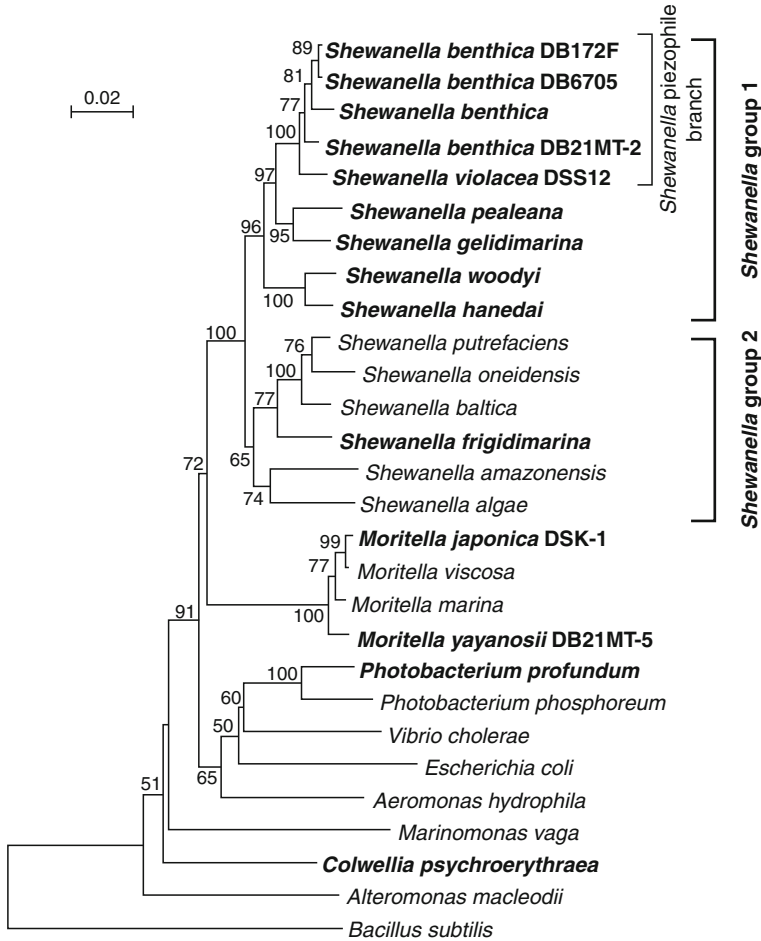 89
Shewanella benthica DB172F
81
Shewanella benthica DB6705
0.02
77
Shewanella benthica
100
Shewanella benthica DB21MT-2
97
Shewanella violacea DSS12
Shewanella piezophile
branch
Shewanella pealeana
95
Shewanella gelidimarina
96
Shewanella woodyi
100
Shewanella hanedai
Shewanella group 1
100
76
Shewanella putrefaciens
100
Shewanella oneidensis
77
Shewanella baltica
Shewanella frigidimarina
65
Shewanella amazonensis
74
Shewanella algae
Shewanella group 2
72
99
Moritella japonica DSK-1
77
Moritella viscosa
Moritella marina
100
Moritella yayanosii DB21MT-5
91
100
Photobacterium profundum
60
Photobacterium phosphoreum
50
Vibrio cholerae
65
Escherichia coli
Aeromonas hydrophila
51
Marinomonas vaga
Colwellia psychroerythraea
Alteromonas macleodii
Bacillus subtilis